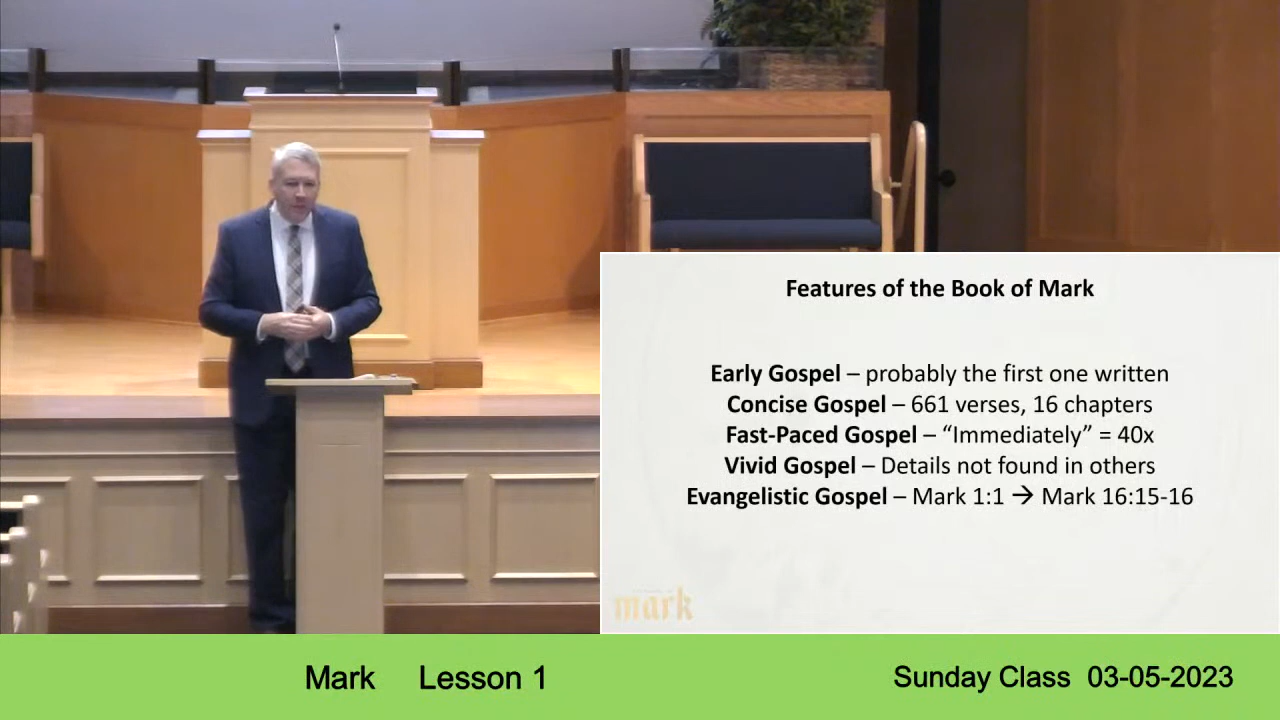 Features of the Book of Mark
Early Gospel – probably the first one written
Concise Gospel – 661 verses, 16 chapters
Fast-Paced Gospel – “Immediately” = 40x
Vivid Gospel – Details not found in others
Evangelistic Gospel – Mark 1:1 → Mark 16:15-16
mark
Mark Lesson 1
Sunday Class 03-05-2023